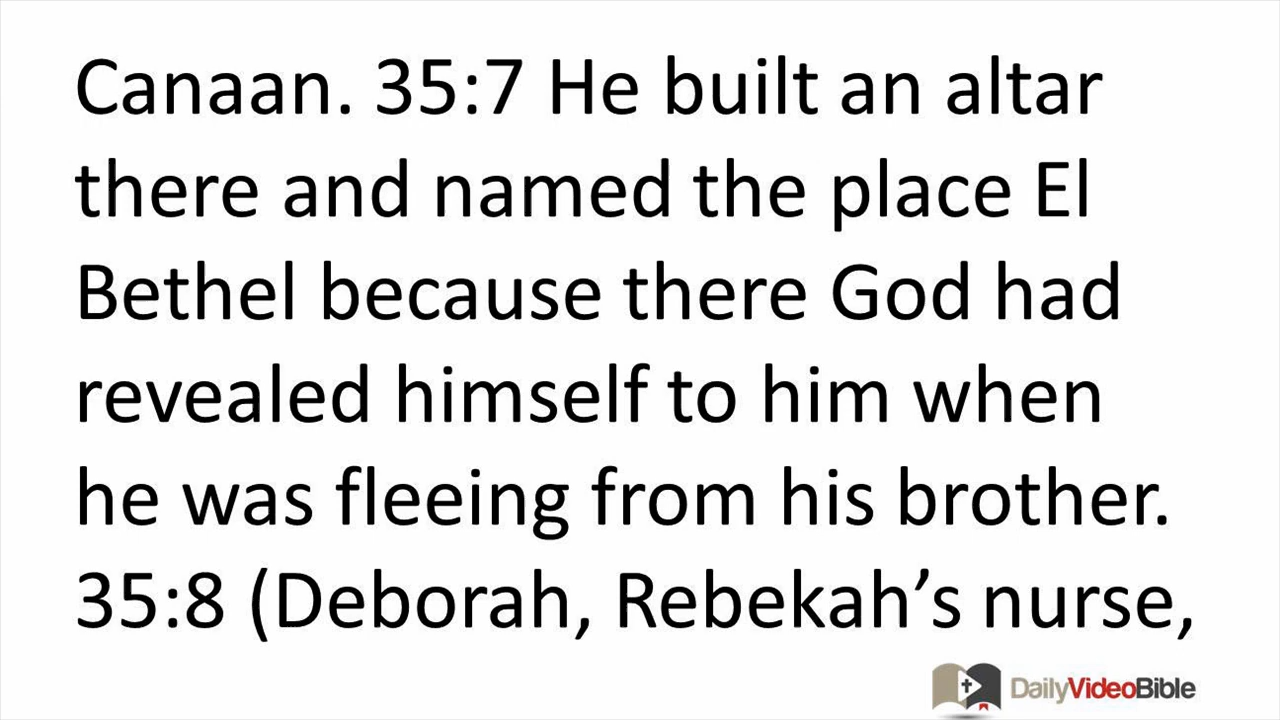 Canaan. 35:7 He built an altar
there and named the place El
Bethel because there God had
revealed himself to him when
he was fleeing from his brother.
35:8 (Deborah, Rebekah’s nurse,
DailyVideoBible